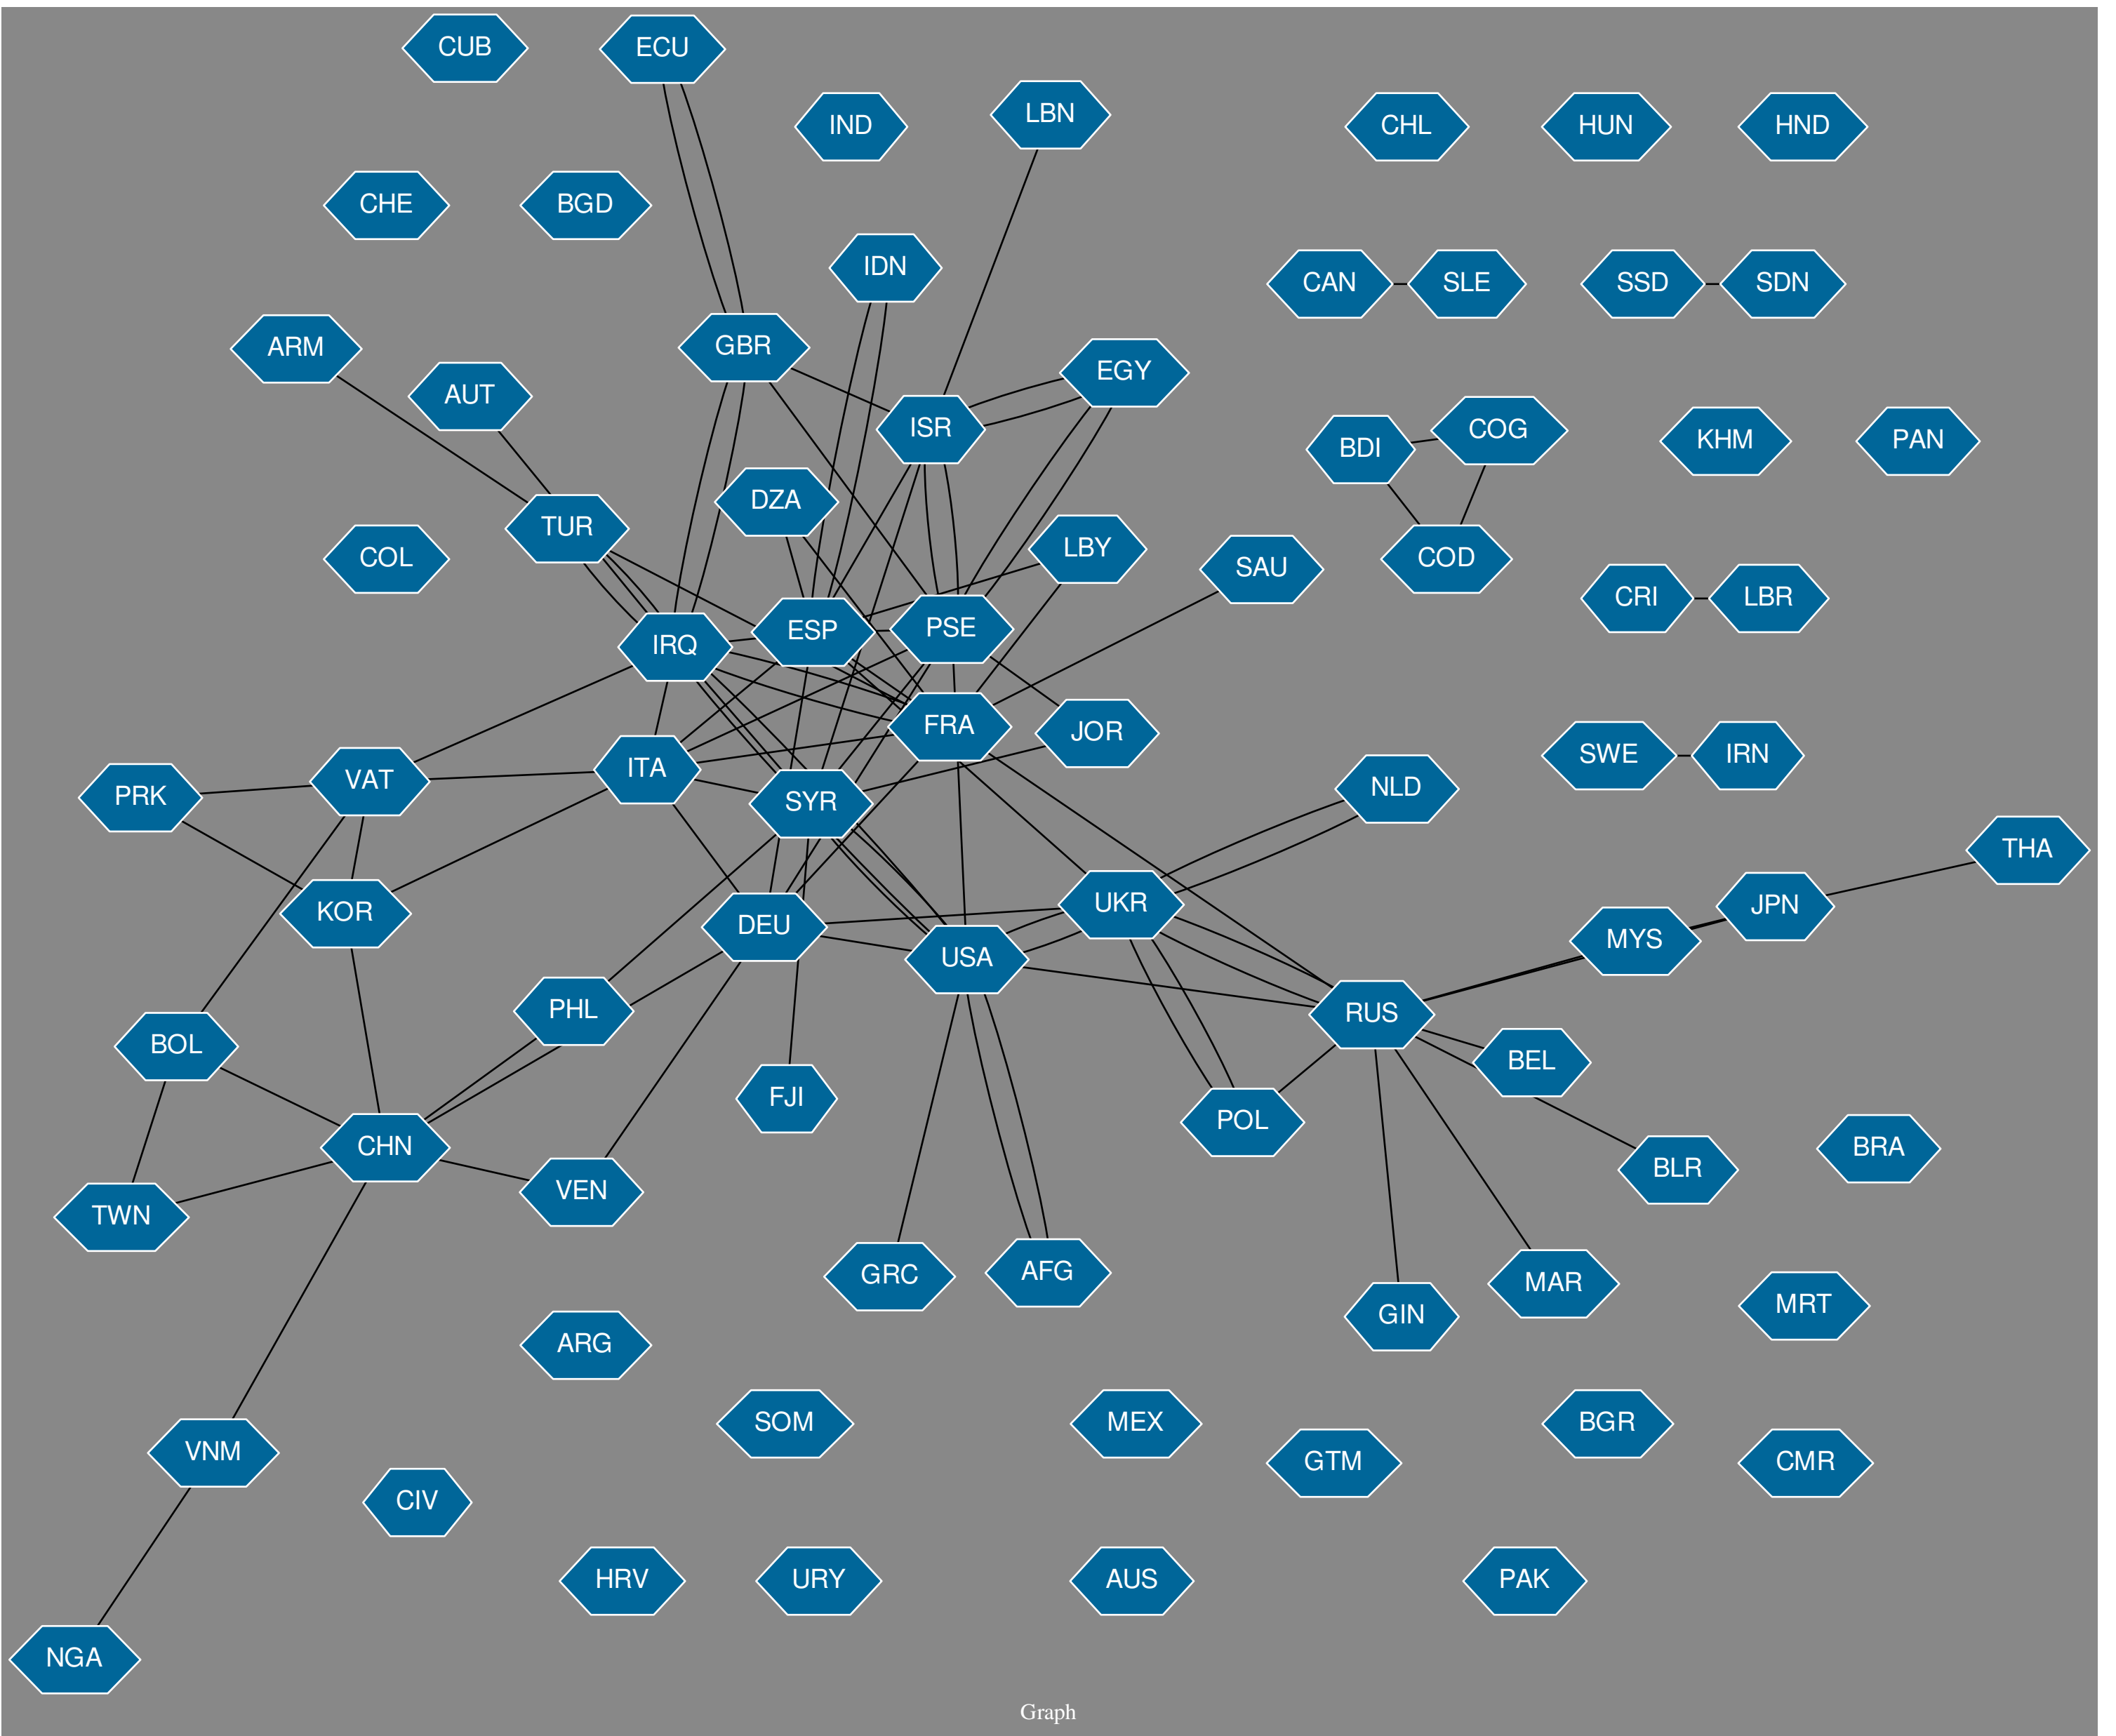 CUB
ECU
IND
LBN
CHL
HUN
HND
CHE
BGD
IDN
CAN
SLE
SSD
SDN
ARM
AUT
GBR
ISR
EGY
BDI
COG
KHM
PAN
COL
TUR
DZA
LBY
SAU
COD
CRI
LBR
IRQ
ESP
PSE
FRA
JOR
SWE
IRN
PRK
VAT
ITA
SYR
NLD
THA
KOR
DEU
USA
UKR
MYS
JPN
BOL
PHL
FJI
RUS
BEL
POL
CHN
TWN
VEN
BLR
BRA
GRC
AFG
GIN
MAR
MRT
ARG
SOM
MEX
GTM
BGR
CMR
VNM
CIV
HRV
URY
AUS
PAK
NGA
Graph